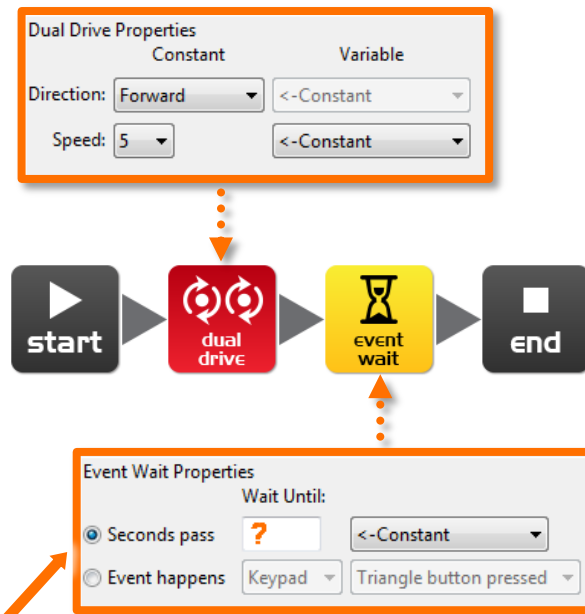 Dual Drive Properties
Constant Variable
Direction: Forward <-Constant
Speed: 5 <-Constant
start
dual
drive
event
wait
end
Event Wait Properties
Wait Until:
Seconds pass ? <-Constant
Event happens Keypad Triangle button pressed